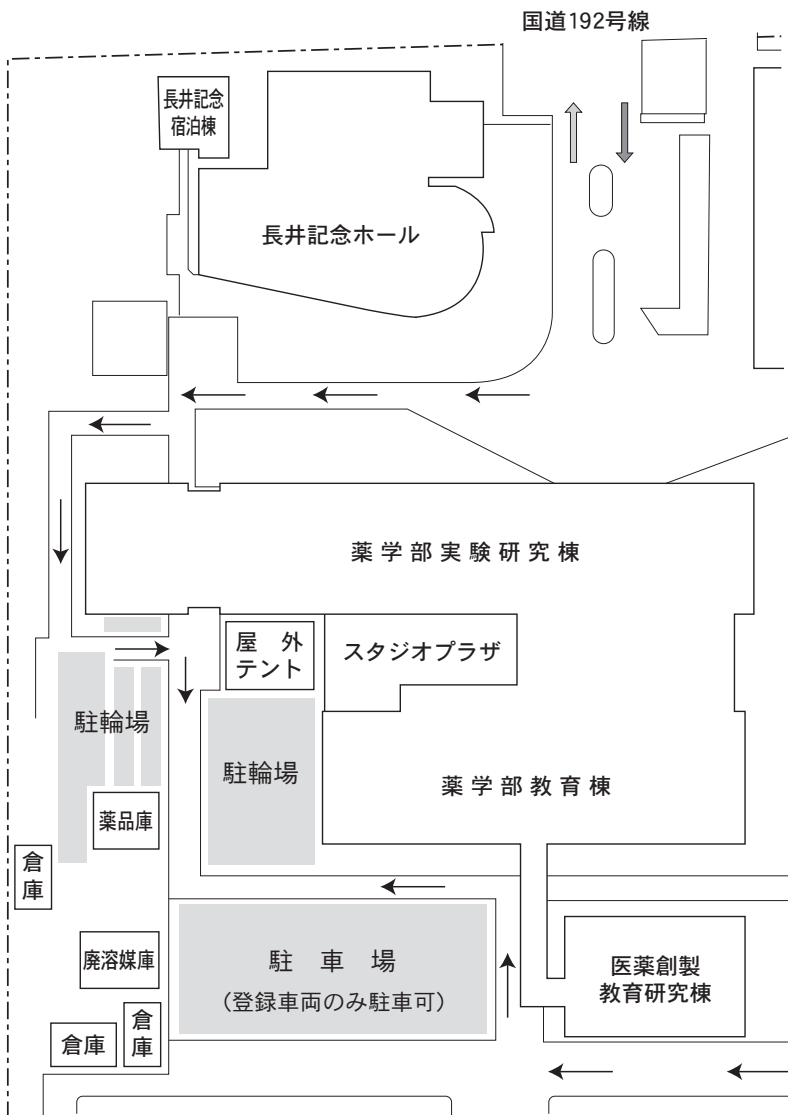 国道192号線
長井記念
宿泊棟
長井記念ホール
薬学部実験研究棟
屋 外
テント
スタジオプラザ
駐輪場
駐輪場
薬学部教育棟
薬品庫
倉
庫
駐 車 場
(登録車両のみ駐車可)
廃溶媒庫
医薬創製
教育研究棟
倉庫
倉
庫